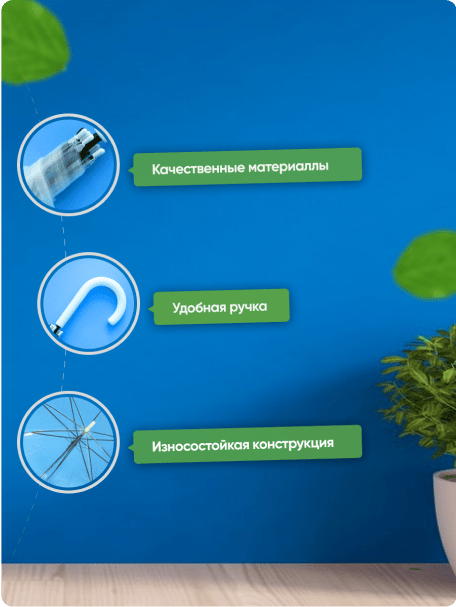 Качественные материаллы
Удобная ручка
Износостойкая конструкция